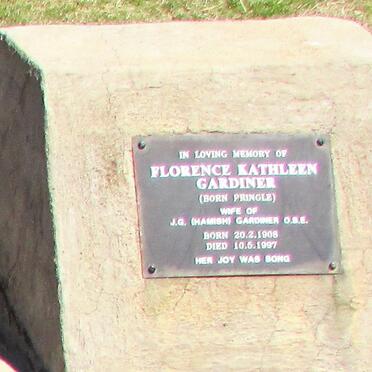 IN LOVING MEMORY OF
FLORENCE KATHLEEN
GARDINER
(BORN PRINGLE)
WIFE OF
J.G. (HAMISH) GARDINER O.S.E.
BORN 20.2.1908
DIED 10.5.1997
HER JOY WAS SONG